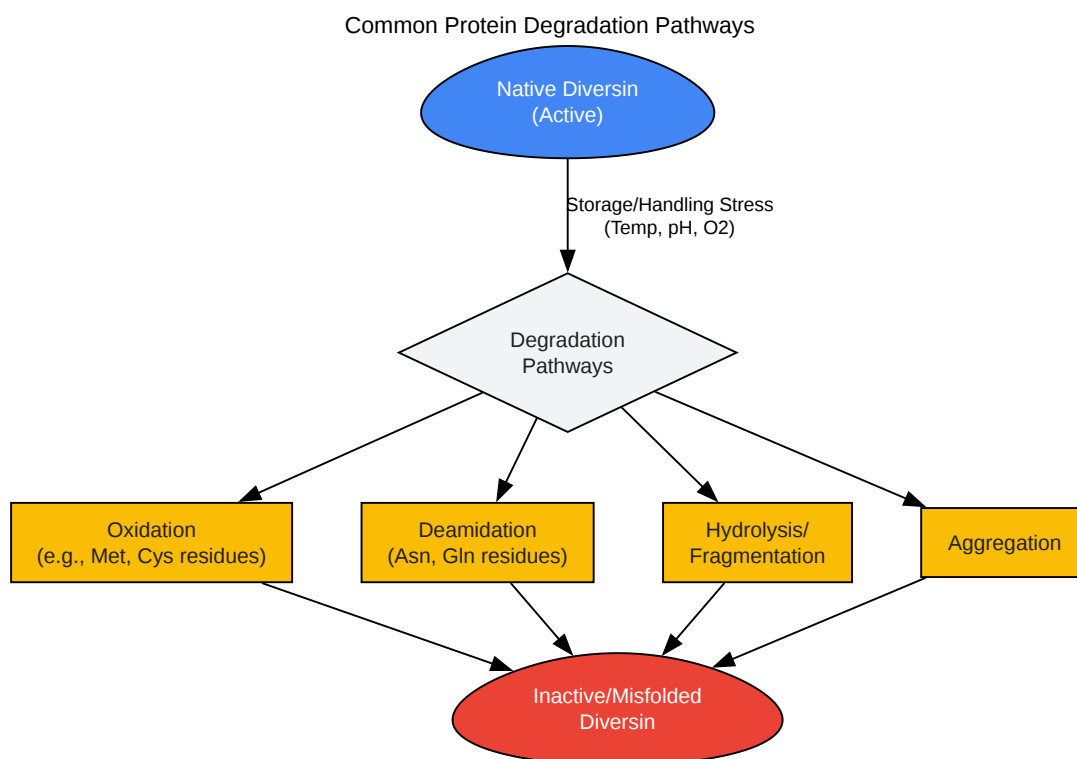 Common Protein Degradation Pathways
Native Diversin
(Active)
Storage/Handling Stress
(Temp, pH, O2)
Degradation
Pathways
Oxidation
(e.g., Met, Cys residues)
Deamidation
(Asn, Gln residues)
Hydrolysis/
Fragmentation
Aggregation
Inactive/Misfolded
Diversin